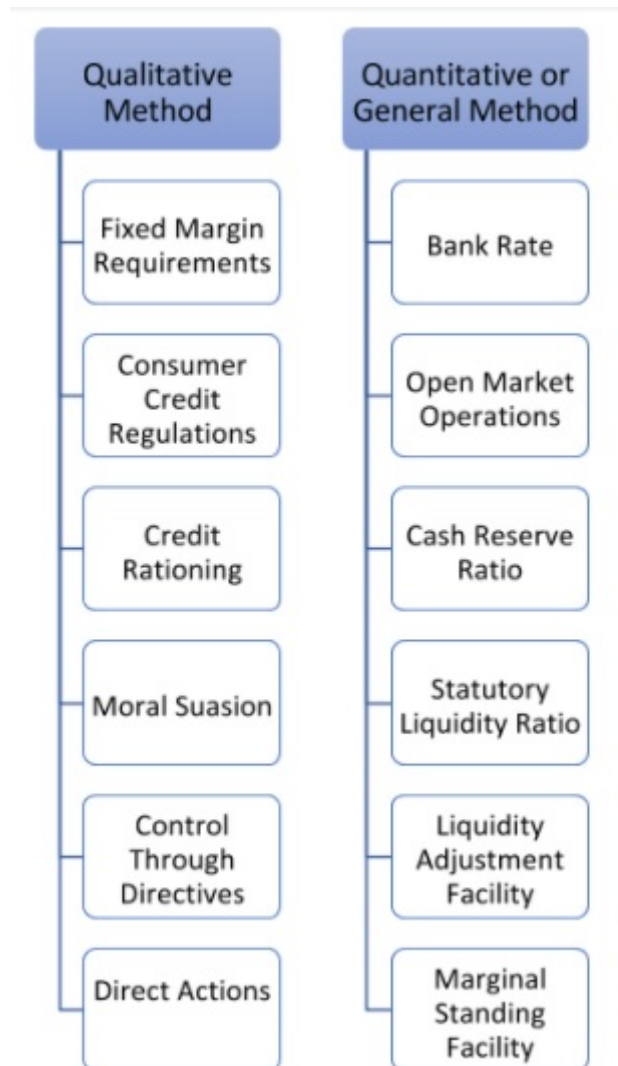 Qualitative
Method
Fixed Margin
Requirements
Consumer
Credit
Regulations
Credit
Rationing
Moral Suasion
Control
Through
Directives
Direct Actions
Quantitative or
General Method
Bank Rate
Open Market
Operations
Cash Reserve
Ratio
Statutory
Liquidity Ratio
Liquidity
Adjustment
Facility
Marginal
Standing
Facility